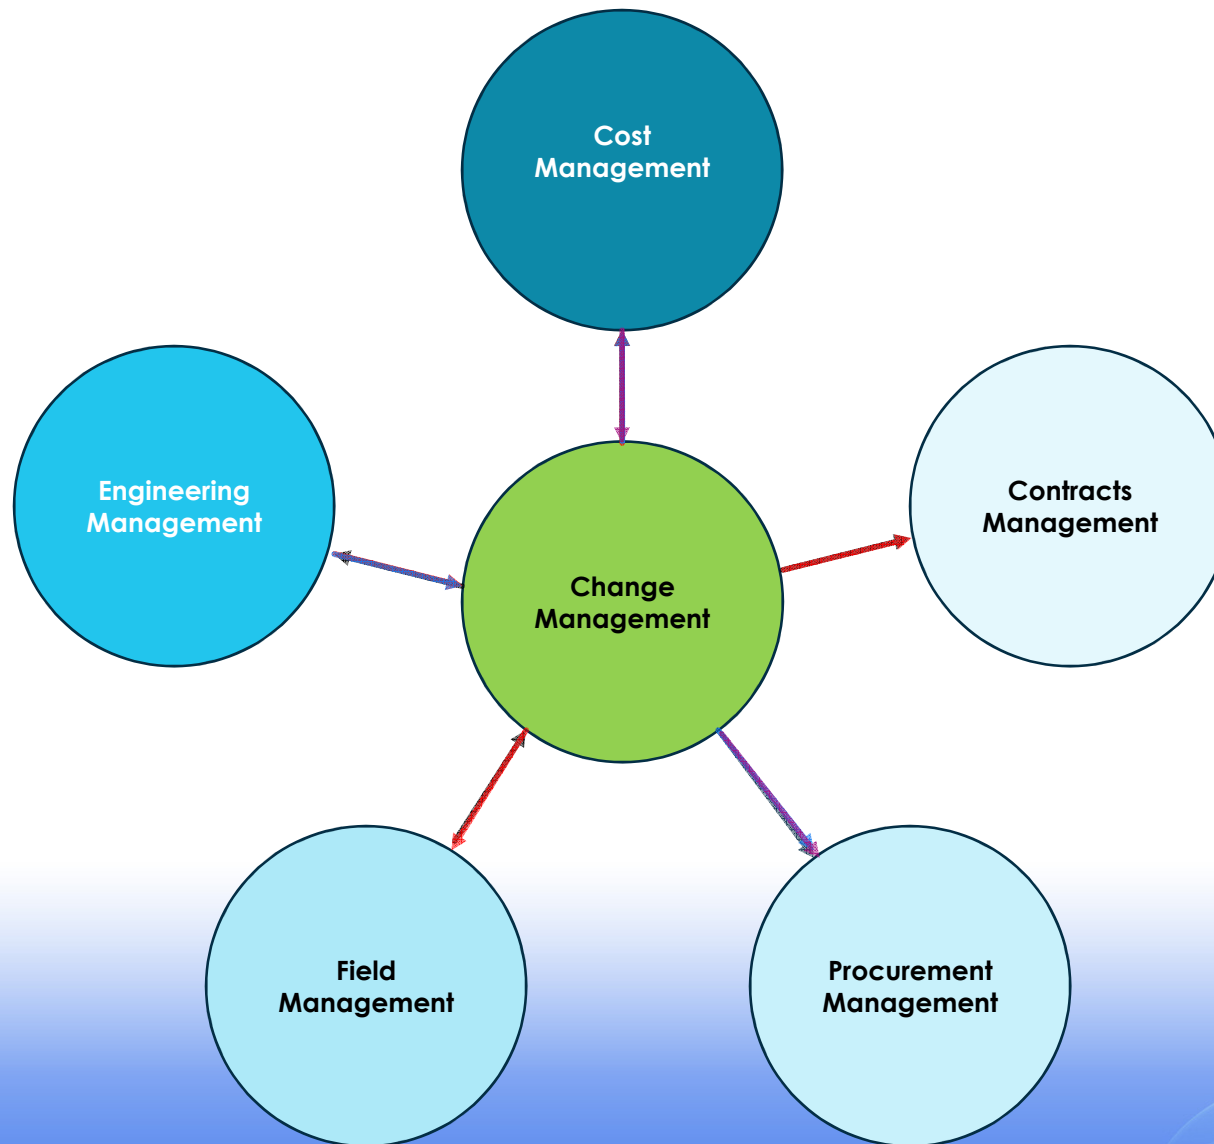 Cost
Management
Engineering
Management
Contracts
Management
Change
Management
Field
Management
Procurement
Management